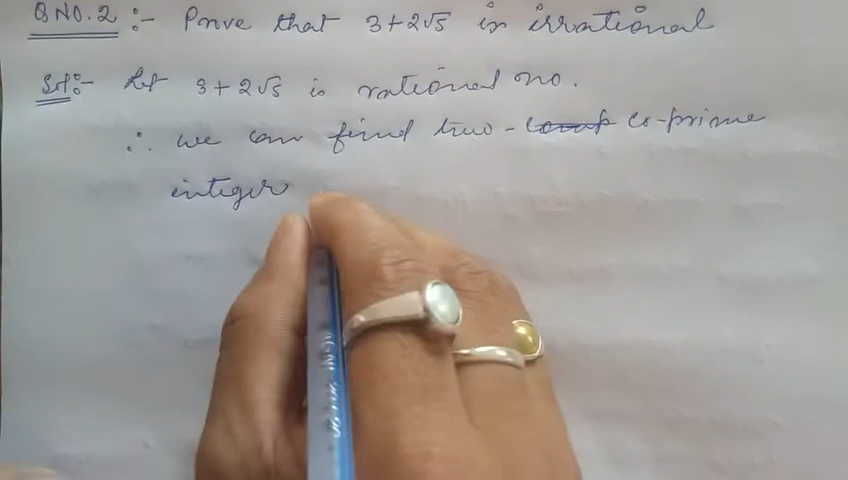 Q NO. 2 :- Prove that 3+2√5 is irrational
Sol:- Let 3+2√5 is rational no.
∴ we can find two - co-prime
integer